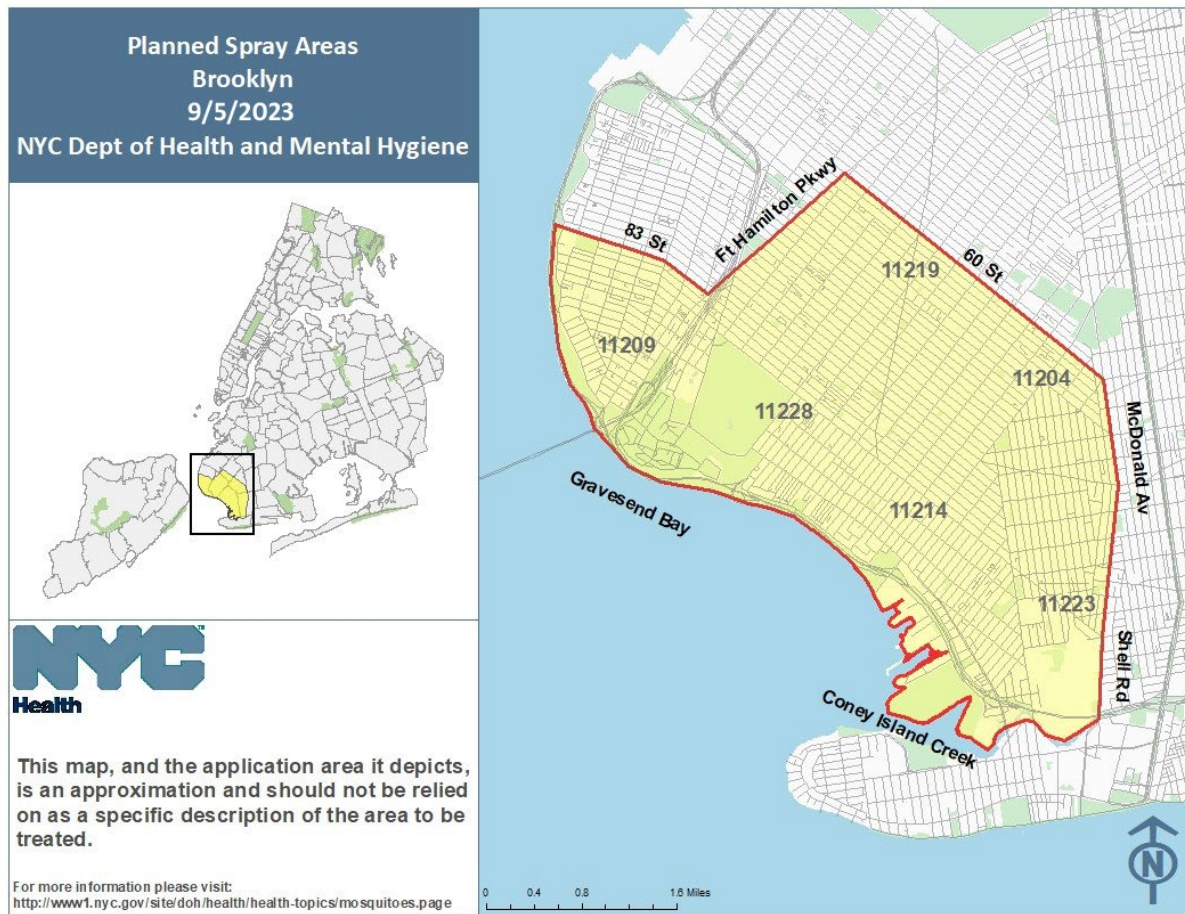 Planned Spray Areas
Brooklyn
9/5/2023
NYC Dept of Health and Mental Hygiene
NYC
Health
This map, and the application area it depicts,
is an approximation and should not be relied
on as a specific description of the area to be
treated.
For more information please visit:
http://www1.nyc.gov/site/doh/health/health-topics/mosquitoes.page
83 St
Ft Hamilton Pkwy
60 St
11219
11209
11204
11228
McDonald Av
Gravesend Bay
11214
11223
Shell Rd
Coney Island Creek
N
0 0.4 0.8 1.6 Miles